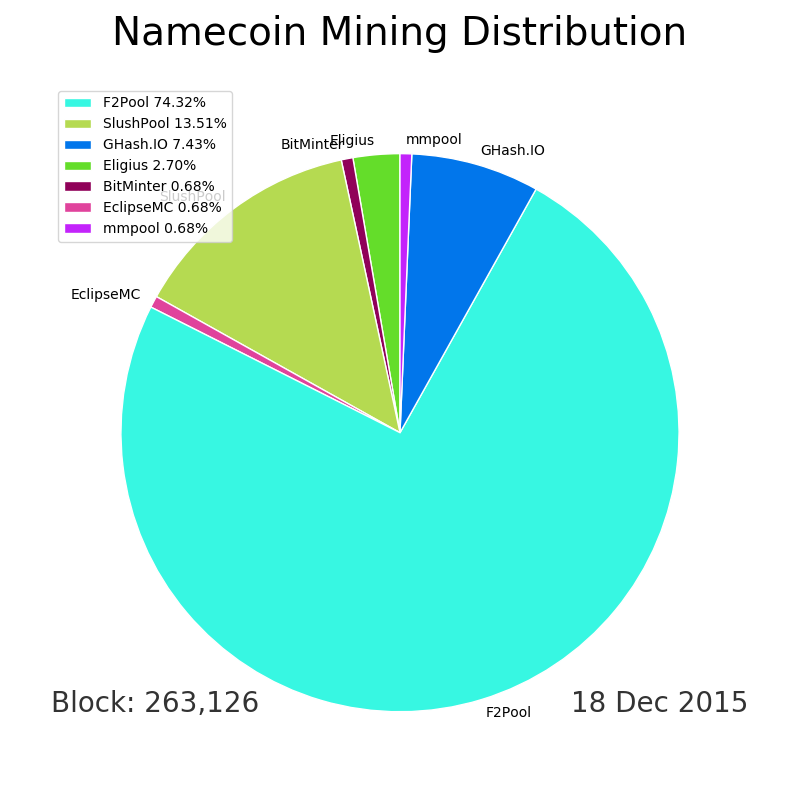 Namecoin Mining Distribution
F2Pool 74.32%
SlushPool 13.51%
GHash.IO 7.43%
Eligius 2.70%
BitMinter 0.68%
EclipseMC 0.68%
mmpool 0.68%
BitMinter
Eligius
mmpool
GHash.IO
SlushPool
EclipseMC
F2Pool
Block: 263,126
18 Dec 2015